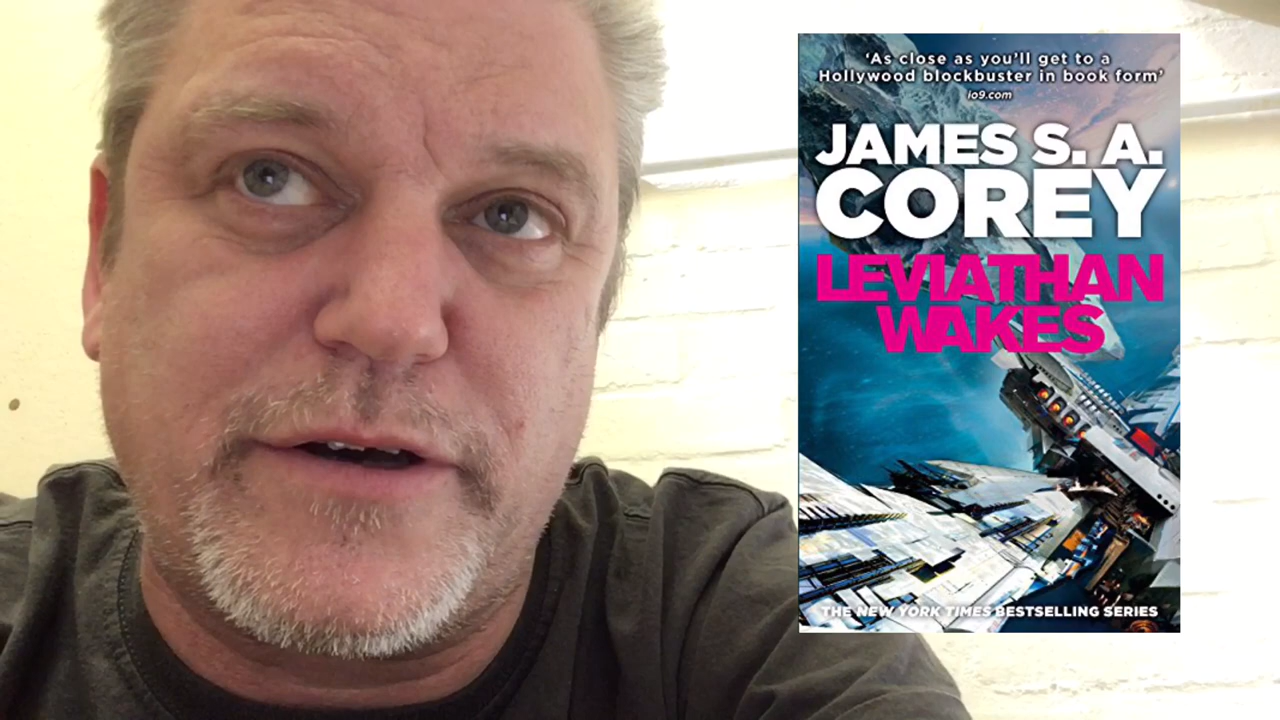 ‘As close as you’ll get to a
Hollywood blockbuster in book form’
io9.com
JAMES S. A.
COREY
LEVIATHAN
WAKES
THE NEW YORK TIMES BESTSELLING SERIES